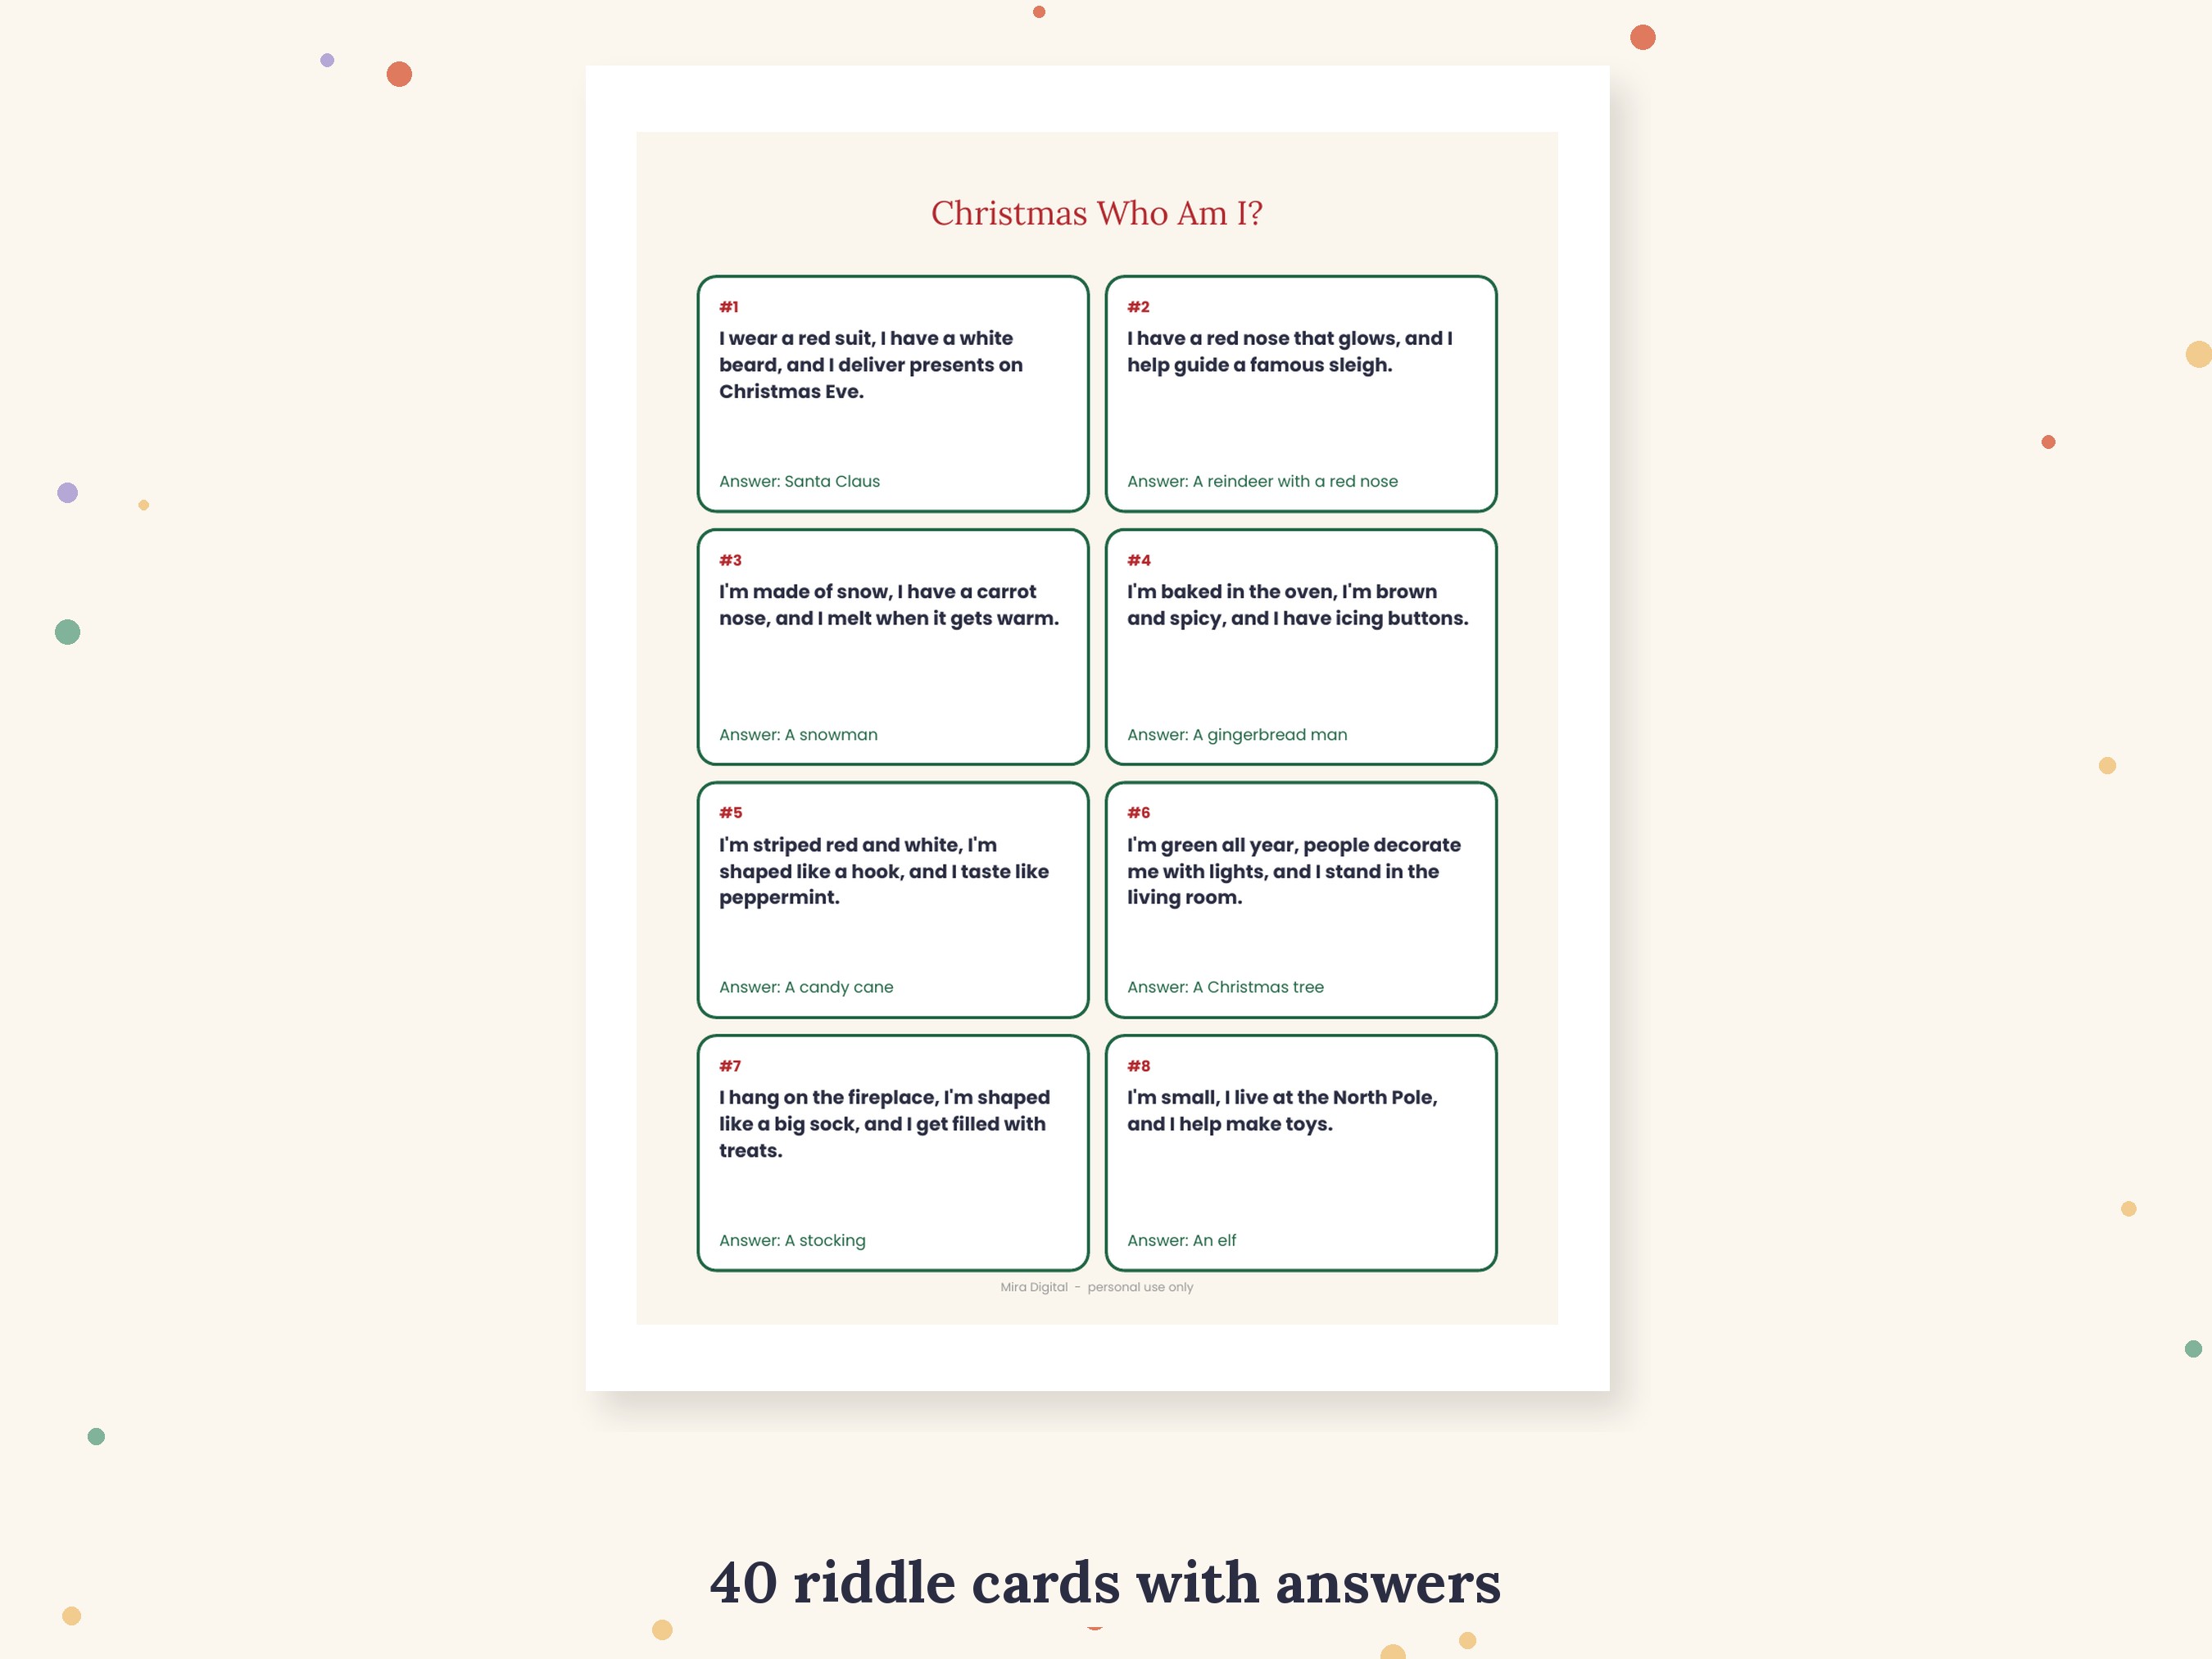 Christmas Who Am I?
#1
I wear a red suit, I have a white
beard, and I deliver presents on
Christmas Eve.
Answer: Santa Claus
#2
I have a red nose that glows, and I
help guide a famous sleigh.
Answer: A reindeer with a red nose
#3
I'm made of snow, I have a carrot
nose, and I melt when it gets warm.
Answer: A snowman
#4
I'm baked in the oven, I'm brown
and spicy, and I have icing buttons.
Answer: A gingerbread man
#5
I'm striped red and white, I'm
shaped like a hook, and I taste like
peppermint.
Answer: A candy cane
#6
I'm green all year, people decorate
me with lights, and I stand in the
living room.
Answer: A Christmas tree
#7
I hang on the fireplace, I'm shaped
like a big sock, and I get filled with
treats.
Answer: A stocking
#8
I'm small, I live at the North Pole,
and I help make toys.
Answer: An elf
Mira Digital - personal use only
40 riddle cards with answers